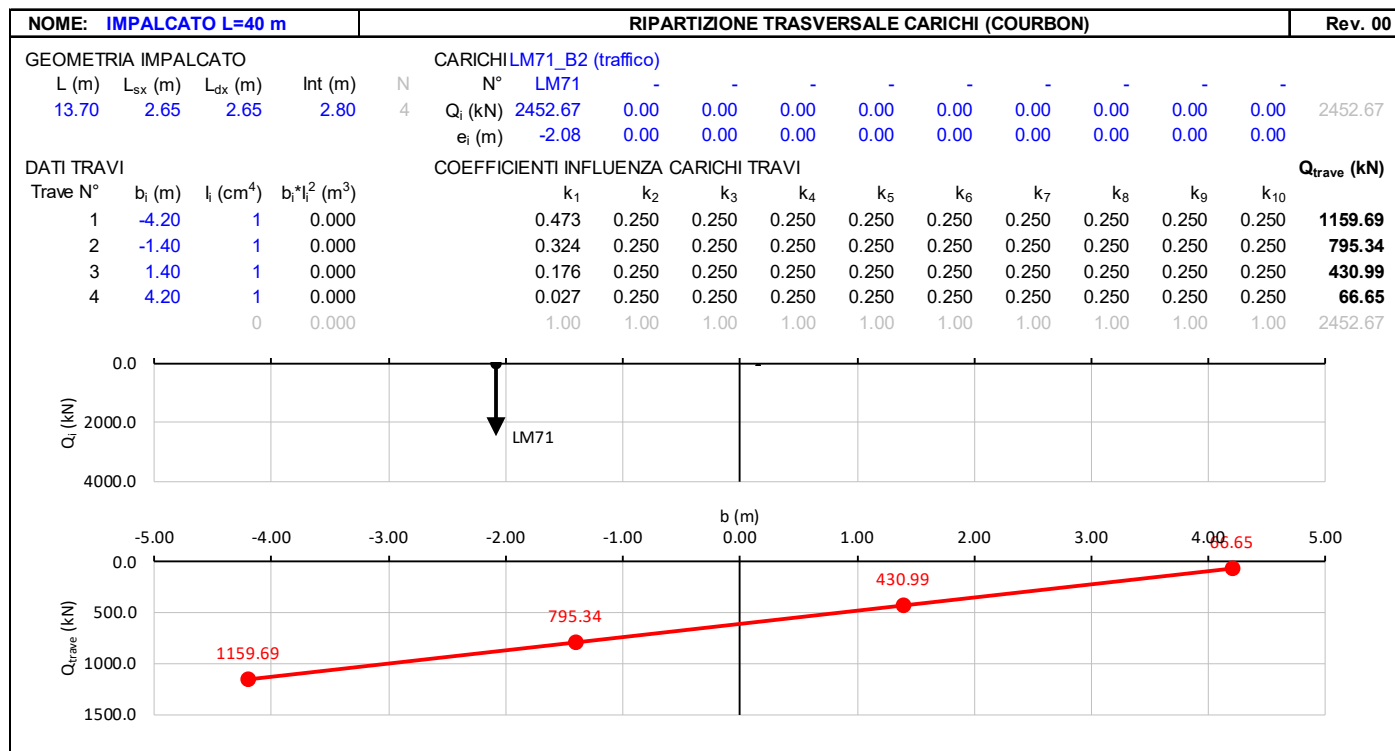 NOME: IMPALCATO L=40 m RIPARTIZIONE TRASVERSALE CARICHI (COURBON) Rev. 00
GEOMETRIA IMPALCATO CARICHI LM71_B2 (traffico)
L (m) Lsx (m) Ldx (m) Int (m) N N° LM71 - - - - - - - - -
13.70 2.65 2.65 2.80 4 Qi (kN) 2452.67 0.00 0.00 0.00 0.00 0.00 0.00 0.00 0.00 0.00 2452.67
ei (m) -2.08 0.00 0.00 0.00 0.00 0.00 0.00 0.00 0.00 0.00
DATI TRAVI COEFFICIENTI INFLUENZA CARICHI TRAVI Qtrave (kN)
Trave N° bi (m) Ii (cm⁴) bi*Ii² (m³) k1 k2 k3 k4 k5 k6 k7 k8 k9 k10
1 -4.20 1 0.000 0.473 0.250 0.250 0.250 0.250 0.250 0.250 0.250 0.250 0.250 1159.69
2 -1.40 1 0.000 0.324 0.250 0.250 0.250 0.250 0.250 0.250 0.250 0.250 0.250 795.34
3 1.40 1 0.000 0.176 0.250 0.250 0.250 0.250 0.250 0.250 0.250 0.250 0.250 430.99
4 4.20 1 0.000 0.027 0.250 0.250 0.250 0.250 0.250 0.250 0.250 0.250 0.250 66.65
0 0.000 1.00 1.00 1.00 1.00 1.00 1.00 1.00 1.00 1.00 1.00 2452.67
0.0
Qi (kN)
2000.0
LM71
4000.0
b (m)
-5.00 -4.00 -3.00 -2.00 -1.00 0.00 1.00 2.00 3.00 4.00 5.00
66.65
0.0
430.99
Qtrave (kN)
500.0
795.34
1159.69
1000.0
1500.0